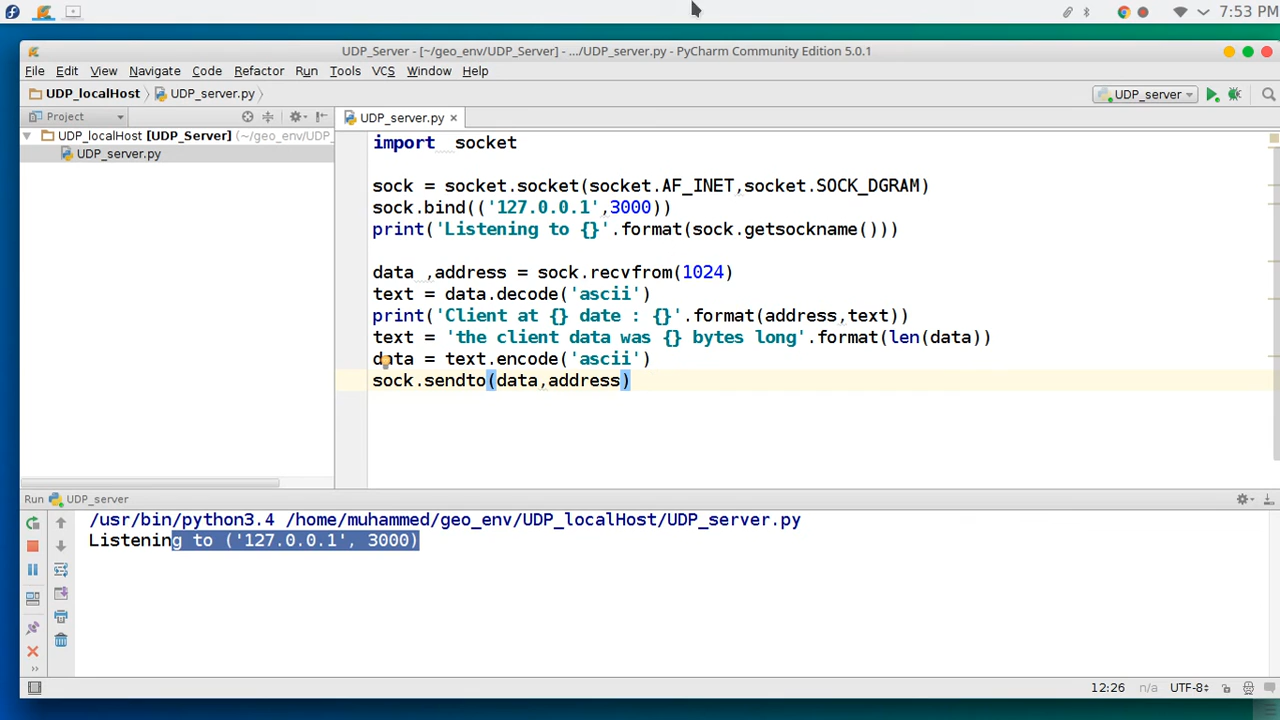 7:53 PM
UDP_Server - [~/geo_env/UDP_Server] - .../UDP_server.py - PyCharm Community Edition 5.0.1
File Edit View Navigate Code Refactor Run Tools VCS Window Help
UDP_localHost UDP_server.py UDP_server
Project UDP_server.py
UDP_localHost [UDP_Server] (~/geo_env/UDP_
UDP_server.py
import socket
sock = socket.socket(socket.AF_INET,socket.SOCK_DGRAM)
sock.bind(('127.0.0.1',3000))
print('Listening to {}'.format(sock.getsockname()))
data ,address = sock.recvfrom(1024)
text = data.decode('ascii')
print('Client at {} date : {}'.format(address,text))
text = 'the client data was {} bytes long'.format(len(data))
data = text.encode('ascii')
sock.sendto(data,address)
Run UDP_server
/usr/bin/python3.4 /home/muhammed/geo_env/UDP_localHost/UDP_server.py
Listening to ('127.0.0.1', 3000)
12:26 n/a UTF-8